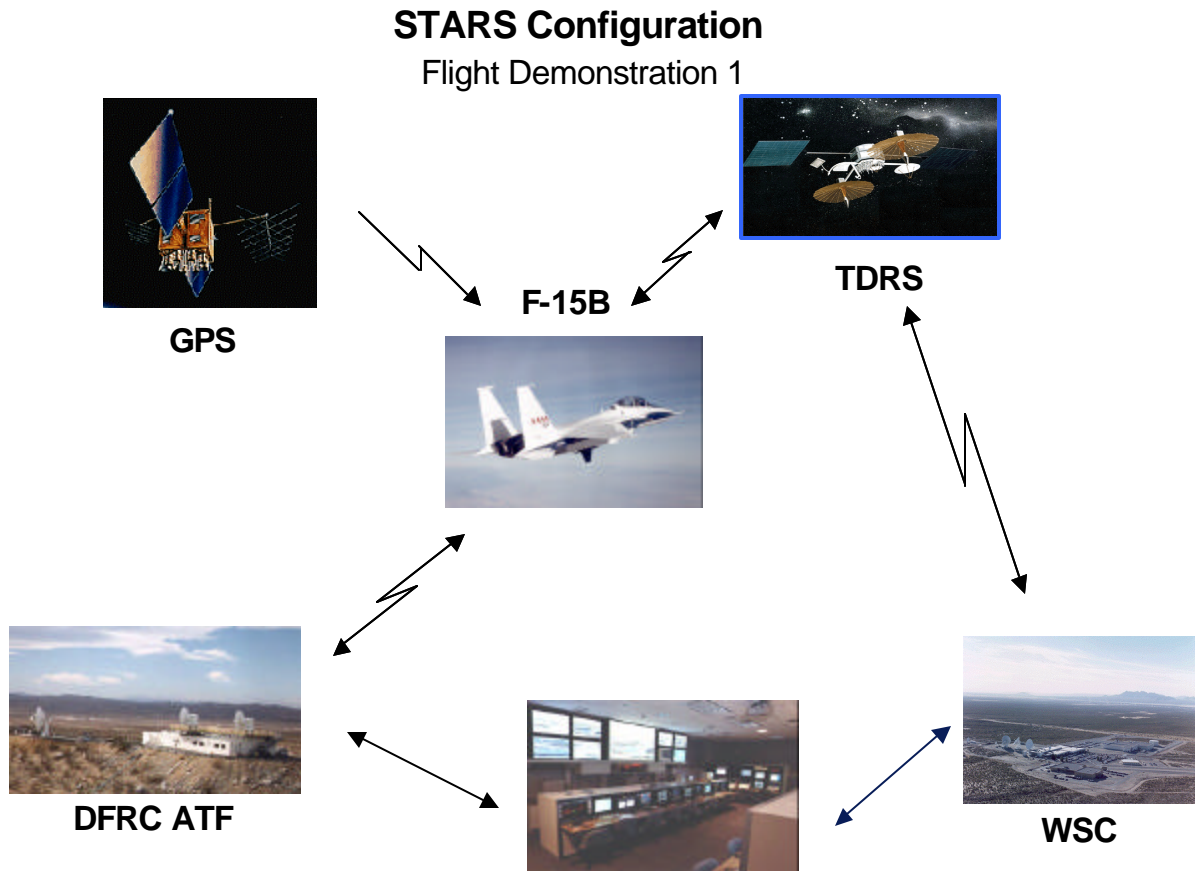 STARS Configuration
Flight Demonstration 1
GPS
F-15B
TDRS
DFRC ATF
WSC